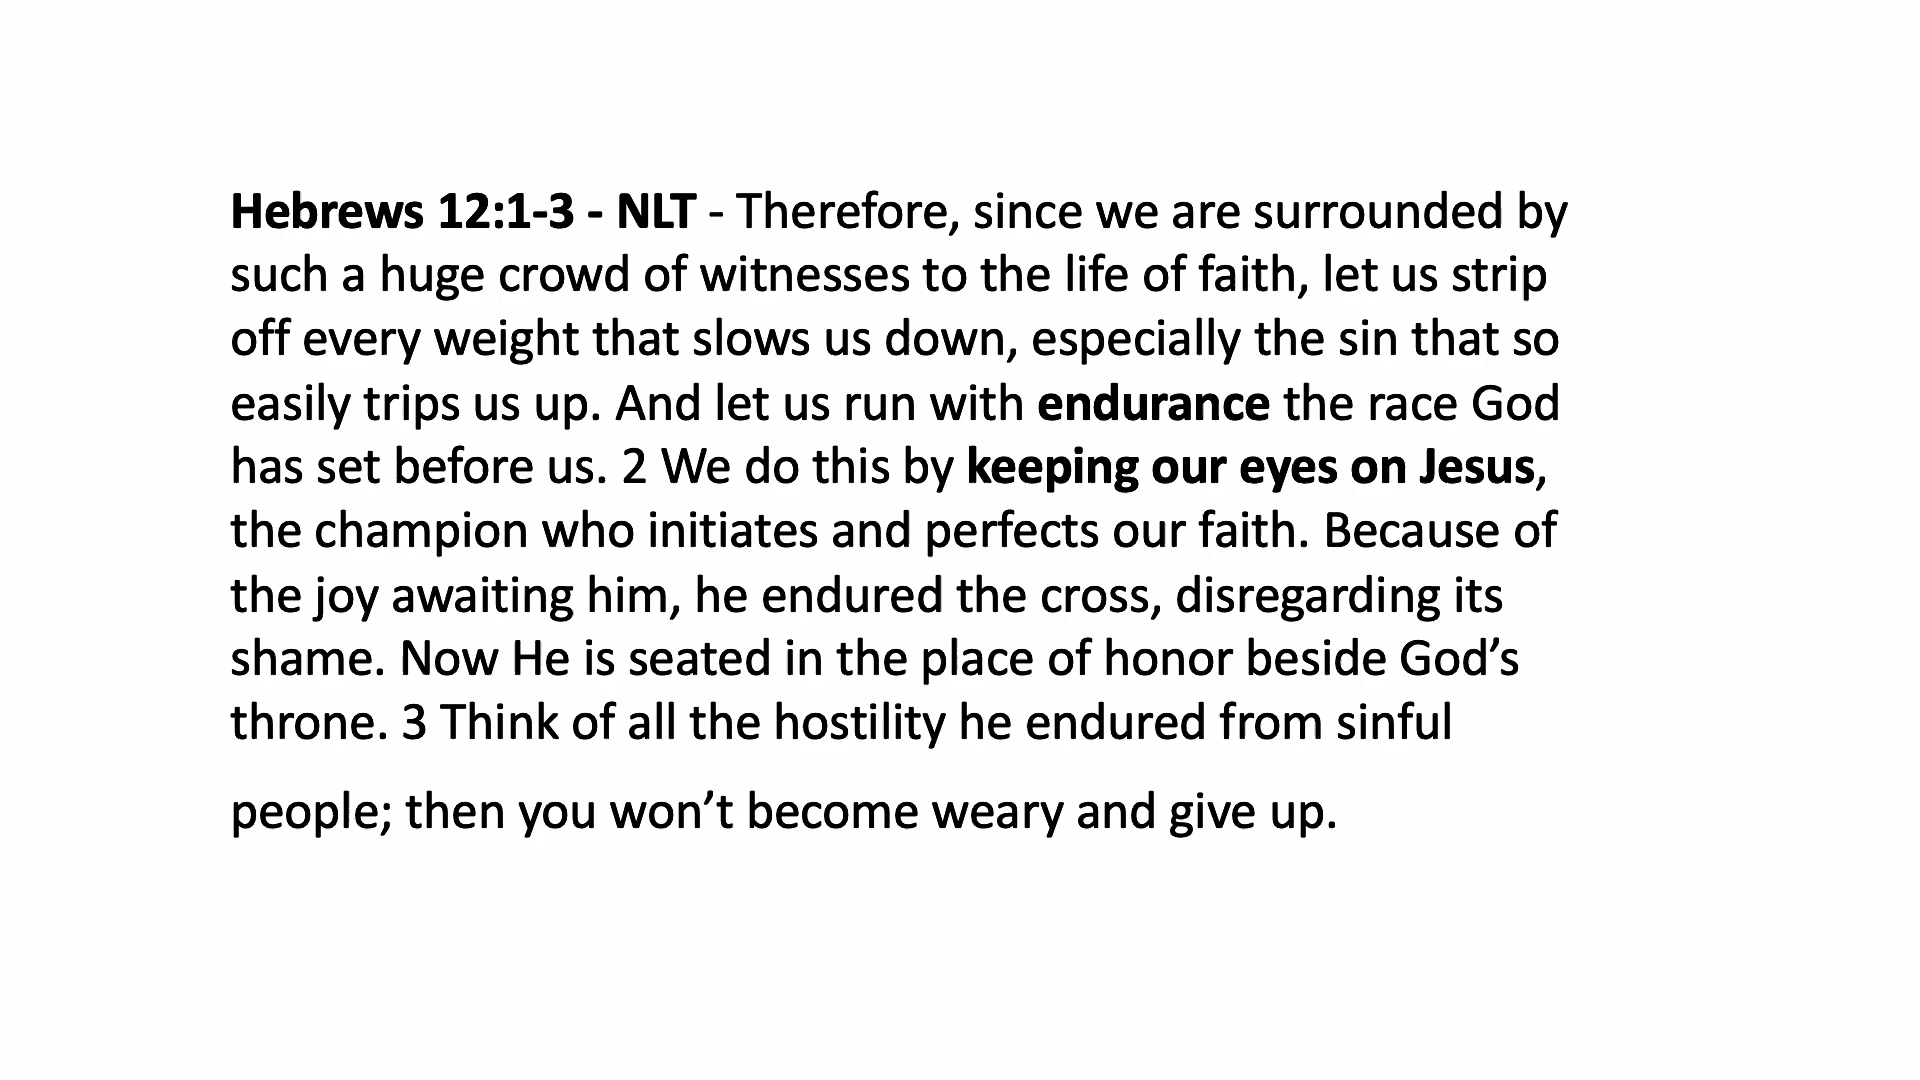 Hebrews 12:1-3 - NLT - Therefore, since we are surrounded by
such a huge crowd of witnesses to the life of faith, let us strip
off every weight that slows us down, especially the sin that so
easily trips us up. And let us run with endurance the race God
has set before us. 2 We do this by keeping our eyes on Jesus,
the champion who initiates and perfects our faith. Because of
the joy awaiting him, he endured the cross, disregarding its
shame. Now He is seated in the place of honor beside God’s
throne. 3 Think of all the hostility he endured from sinful
people; then you won’t become weary and give up.